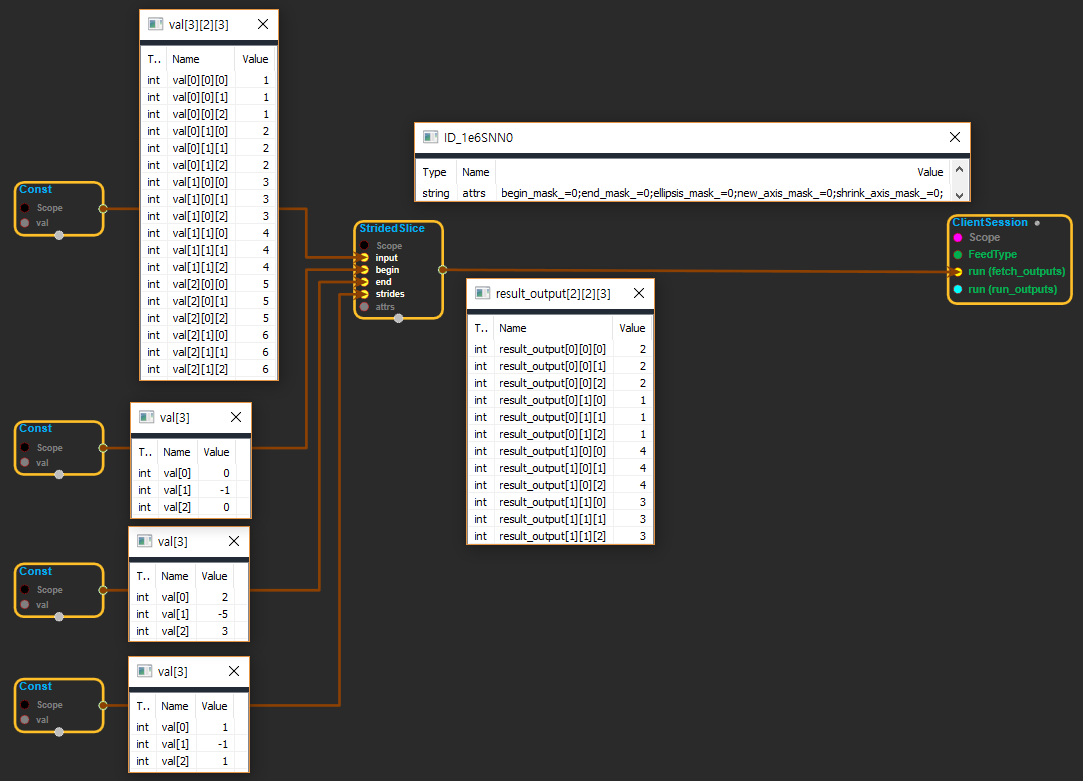 val[3][2][3]
T.. Name Value
int val[0][0][0] 1
int val[0][0][1] 1
int val[0][0][2] 1
int val[0][1][0] 2
int val[0][1][1] 2
int val[0][1][2] 2
int val[1][0][0] 3
int val[1][0][1] 3
int val[1][0][2] 3
int val[1][1][0] 4
int val[1][1][1] 4
int val[1][1][2] 4
int val[2][0][0] 5
int val[2][0][1] 5
int val[2][0][2] 5
int val[2][1][0] 6
int val[2][1][1] 6
int val[2][1][2] 6
ID_1e6SNN0
Type Name Value
string attrs begin_mask_=0;end_mask_=0;ellipsis_mask_=0;new_axis_mask_=0;shrink_axis_mask_=0;
Const
Scope
val
StridedSlice
Scope
input
begin
end
strides
attrs
ClientSession
Scope
FeedType
run (fetch_outputs)
run (run_outputs)
result_output[2][2][3]
T.. Name Value
int result_output[0][0][0] 2
int result_output[0][0][1] 2
int result_output[0][0][2] 2
int result_output[0][1][0] 1
int result_output[0][1][1] 1
int result_output[0][1][2] 1
int result_output[1][0][0] 4
int result_output[1][0][1] 4
int result_output[1][0][2] 4
int result_output[1][1][0] 3
int result_output[1][1][1] 3
int result_output[1][1][2] 3
Const
Scope
val
val[3]
T.. Name Value
int val[0] 0
int val[1] -1
int val[2] 0
Const
Scope
val
val[3]
T.. Name Value
int val[0] 2
int val[1] -5
int val[2] 3
Const
Scope
val
val[3]
T.. Name Value
int val[0] 1
int val[1] -1
int val[2] 1